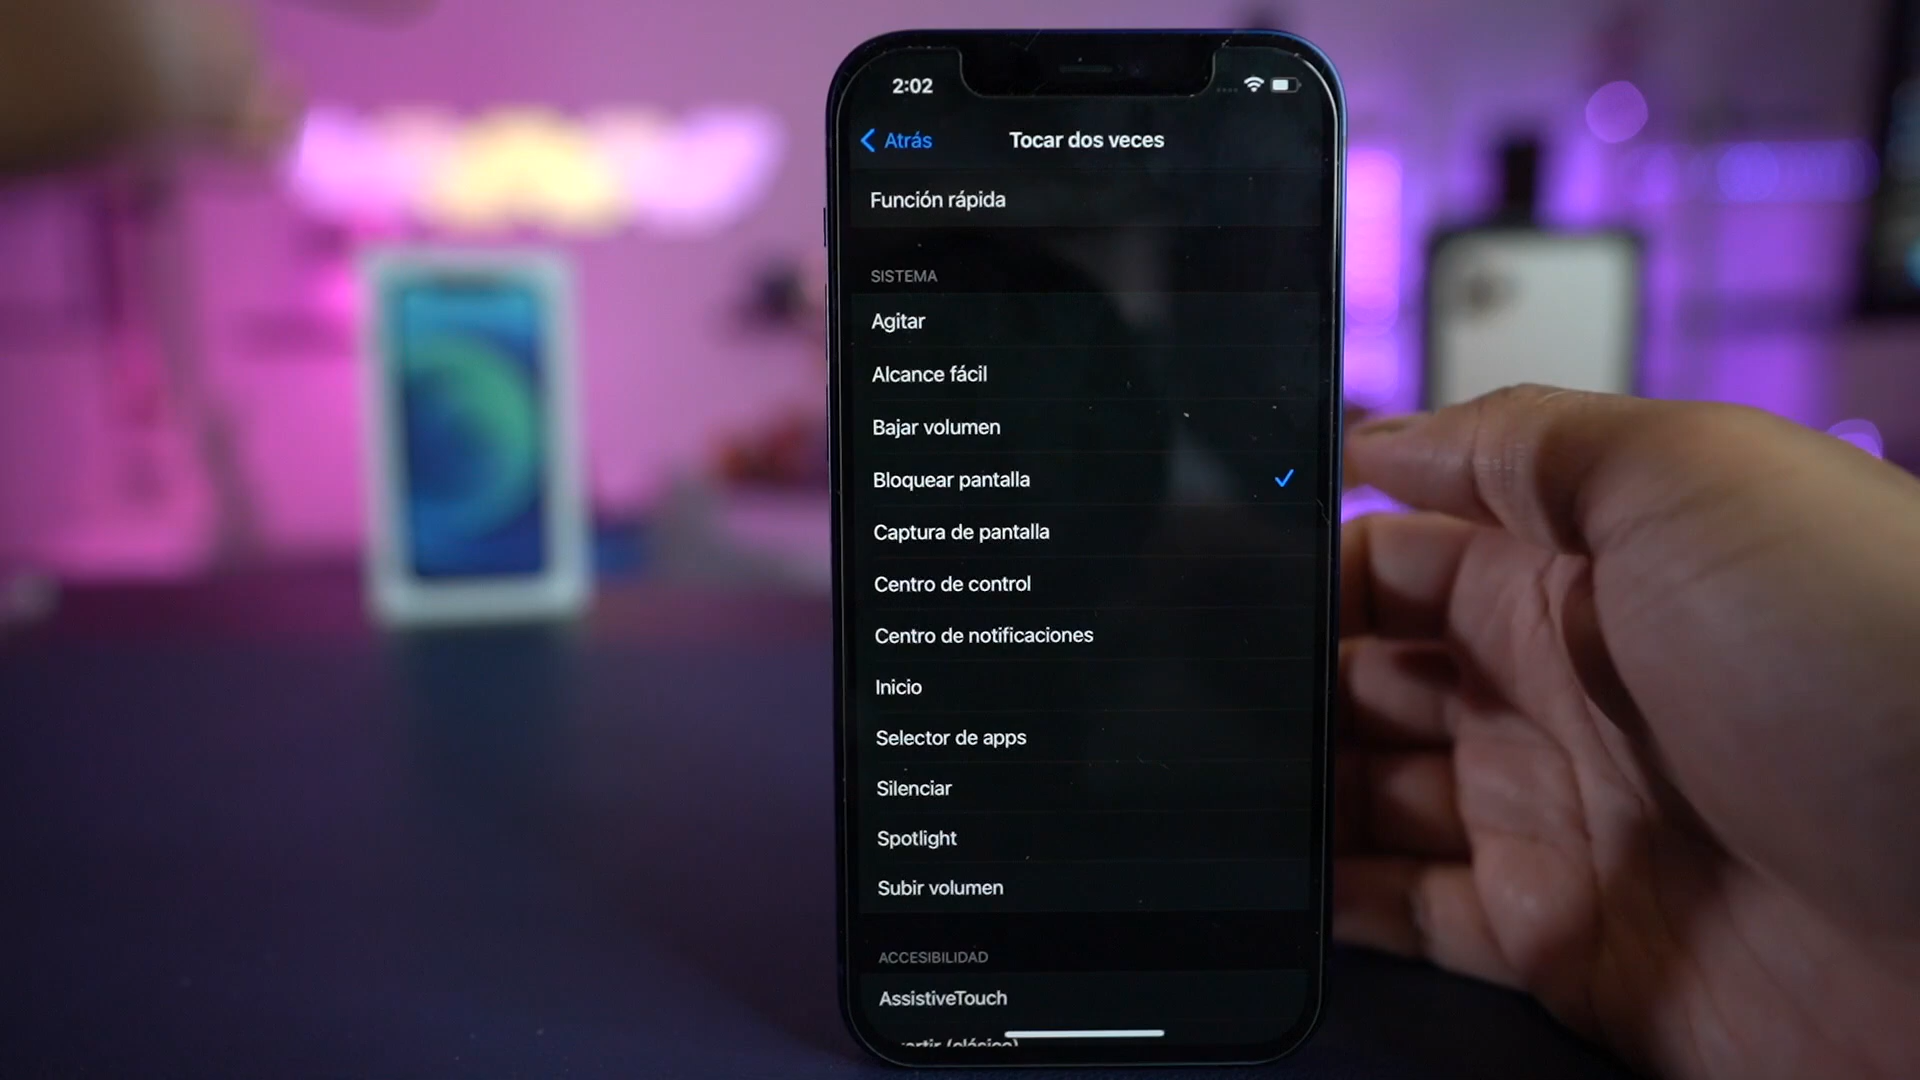 2:02
Atrás
Tocar dos veces
Función rápida
SISTEMA
Agitar
Alcance fácil
Bajar volumen
Bloquear pantalla
Captura de pantalla
Centro de control
Centro de notificaciones
Inicio
Selector de apps
Silenciar
Spotlight
Subir volumen
ACCESIBILIDAD
AssistiveTouch
(clásico)